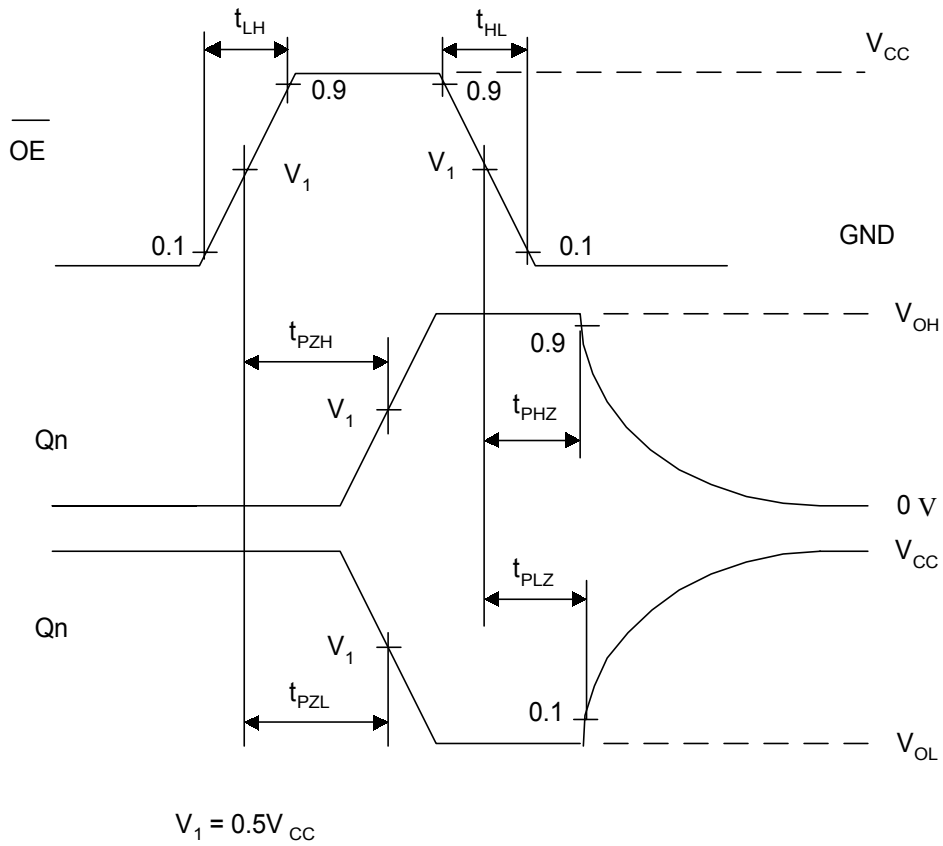 t_LH
t_HL
V_CC
0.9
0.9
OE
V_1
V_1
0.1
0.1
GND
V_OH
t_PZH
0.9
V_1
t_PHZ
Qn
0 V
V_CC
t_PLZ
Qn
V_1
t_PZL
0.1
V_OL
V_1 = 0.5V_CC